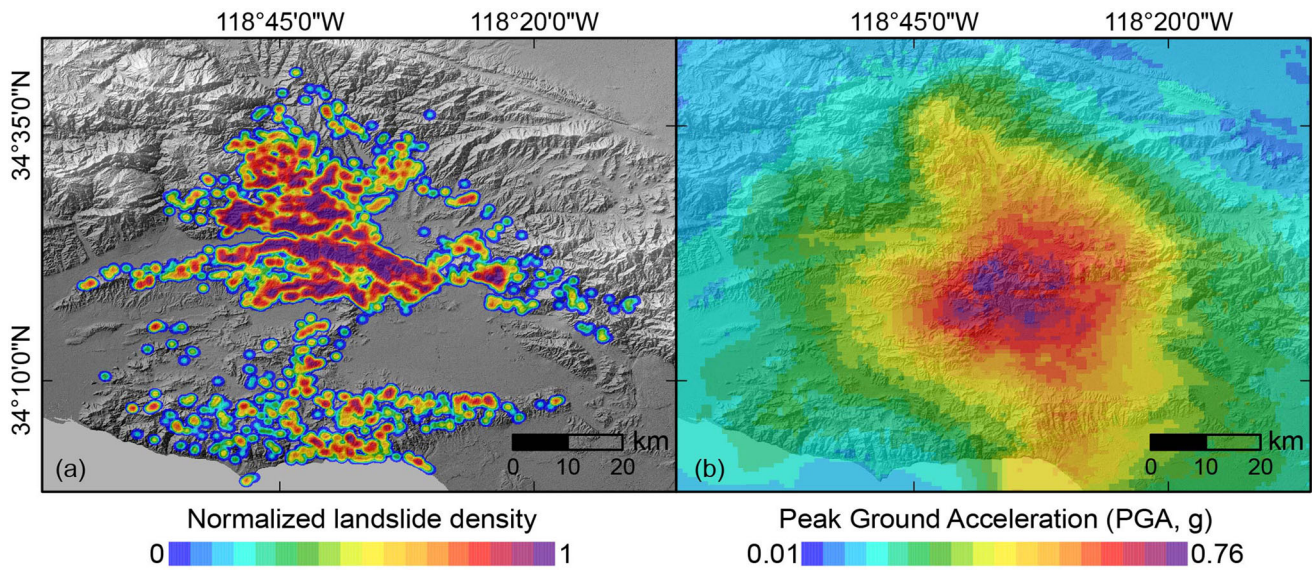 118°45'0"W 118°20'0"W 118°45'0"W 118°20'0"W
34°35'0"N
34°10'0"N
(a)
km
0 10 20
(b)
km
0 10 20
Normalized landslide density
0 1
Peak Ground Acceleration (PGA, g)
0.01 0.76